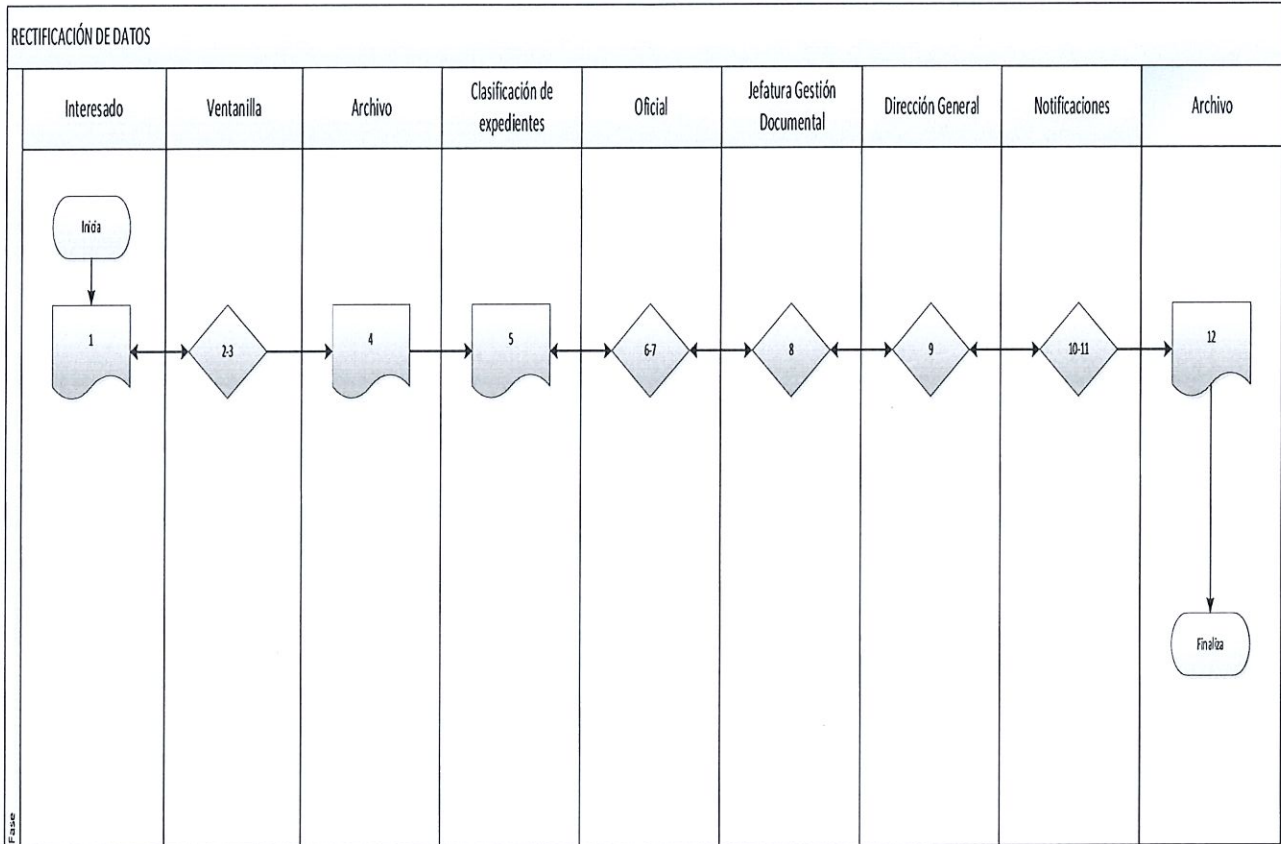 RECTIFICACIÓN DE DATOS
Interesado
Ventanilla
Archivo
Clasificación de
expedientes
Oficial
Jefatura Gestión
Documental
Dirección General
Notificaciones
Archivo
Inicia
1
2-3
4
5
6-7
8
9
10-11
12
Finaliza
Fase